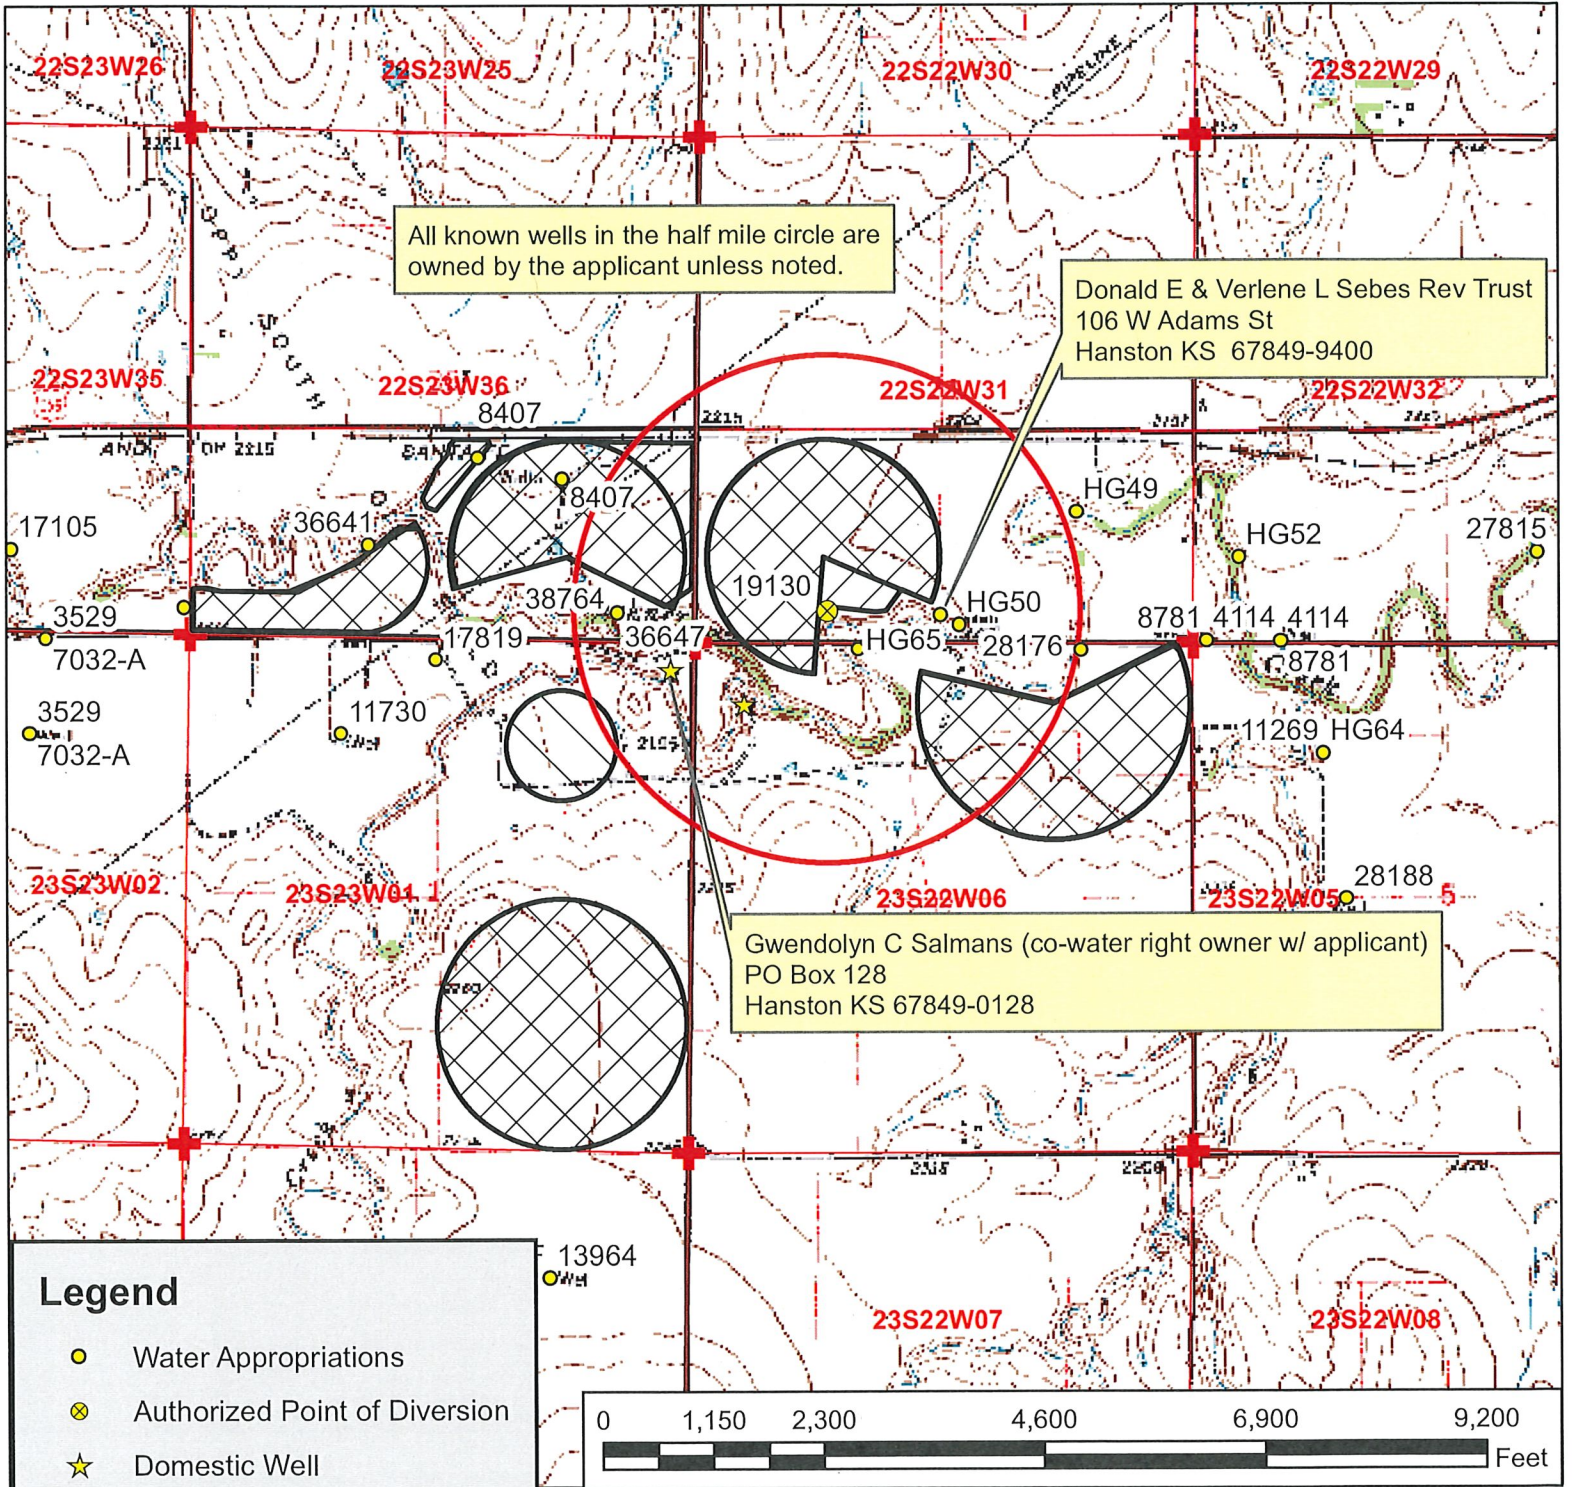 22S23W26
22S23W25
22S22W30
22S22W29
PIPELINE
All known wells in the half mile circle are
owned by the applicant unless noted.
Donald E & Verlene L Sebes Rev Trust
106 W Adams St
Hanston KS 67849-9400
SOUTH
22S23W35
22S23W36
22S22W31
22S22W32
8407
2215
8407
HG49
17105
36641
HG52
27815
19130
38764
HG50
3529
7032-A
17819
36647
HG65
28176
8781
4114
4114
8781
3529
7032-A
11730
11269
HG64
23S23W02
23S23W01
23S22W06
23S22W05
28188
5
Gwendolyn C Salmans (co-water right owner w/ applicant)
PO Box 128
Hanston KS 67849-0128
13964
23S22W07
23S22W08
Legend
Water Appropriations
Authorized Point of Diversion
Domestic Well
0 1,150 2,300 4,600 6,900 9,200
Feet